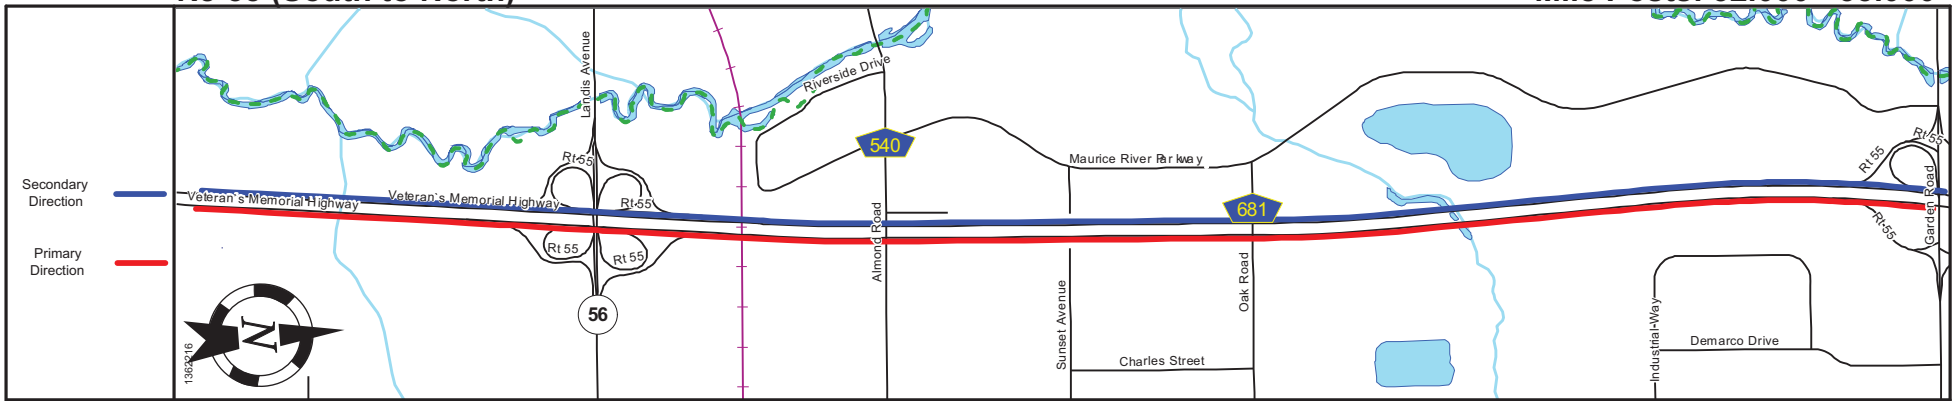 Secondary
Direction
Primary
Direction
Landis Avenue
Riverside Drive
540
Rt 55
Rt 55
Rt 55
Rt 55
Veteran's Memorial Highway
Veteran's Memorial Highway
Maurice River Parkway
681
Almond Road
Sunset Avenue
Oak Road
Charles Street
56
N
1362216
Industrial Way
Demarco Drive
Rt 55
Rt 55
Rt 55
Garden Road